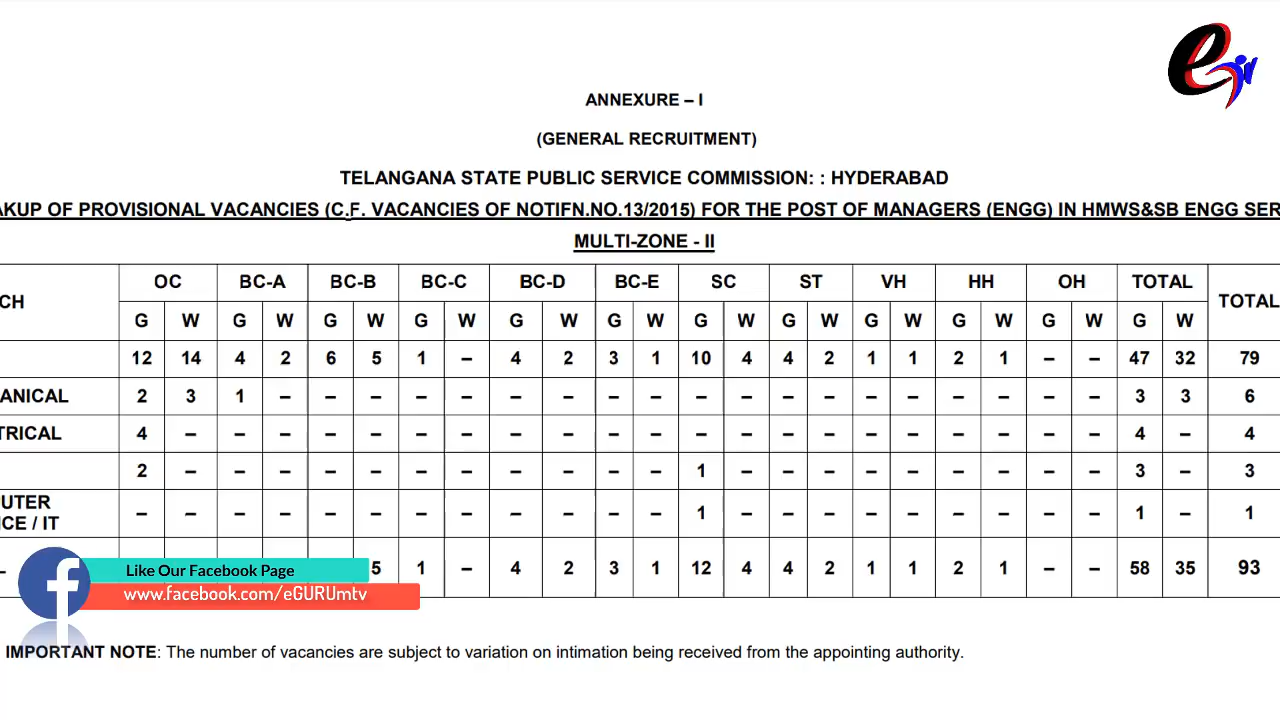 ANNEXURE – I
(GENERAL RECRUITMENT)
TELANGANA STATE PUBLIC SERVICE COMMISSION: : HYDERABAD
AKUP OF PROVISIONAL VACANCIES (C.F. VACANCIES OF NOTIFN.NO.13/2015) FOR THE POST OF MANAGERS (ENGG) IN HMWS&SB ENGG SER
MULTI-ZONE - II
CH OC BC-A BC-B BC-C BC-D BC-E SC ST VH HH OH TOTAL TOTAL
G W G W G W G W G W G W G W G W G W G W G W G W
12 14 4 2 6 5 1 – 4 2 3 1 10 4 4 2 1 1 2 1 – – 47 32 79
ANICAL 2 3 1 – – – – – – – – – – – – – – – – – – – 3 3 6
TRICAL 4 – – – – – – – – – – – – – – – – – – – – – 4 – 4
2 – – – – – – – – – – – 1 – – – – – – – – – 3 – 3
UTER
NCE / IT – – – – – – – – – – – – 1 – – – – – – – – – 1 – 1
5 1 – 4 2 3 1 12 4 4 2 1 1 2 1 – – 58 35 93
Like Our Facebook Page
www.facebook.com/eGURUmtv
IMPORTANT NOTE: The number of vacancies are subject to variation on intimation being received from the appointing authority.